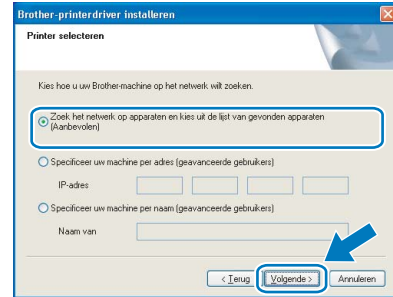 Brother-printerdriver installeren
Printer selecteren
Kies hoe u uw Brother-machine op het netwerk wilt zoeken.
Zoek het netwerk op apparaten en kies uit de lijst van gevonden apparaten
(Aanbevolen)
Specificeer uw machine per adres (geavanceerde gebruikers)
IP-adres
Specificeer uw machine per naam (geavanceerde gebruikers)
Naam van
< Terug Volgende > Annuleren